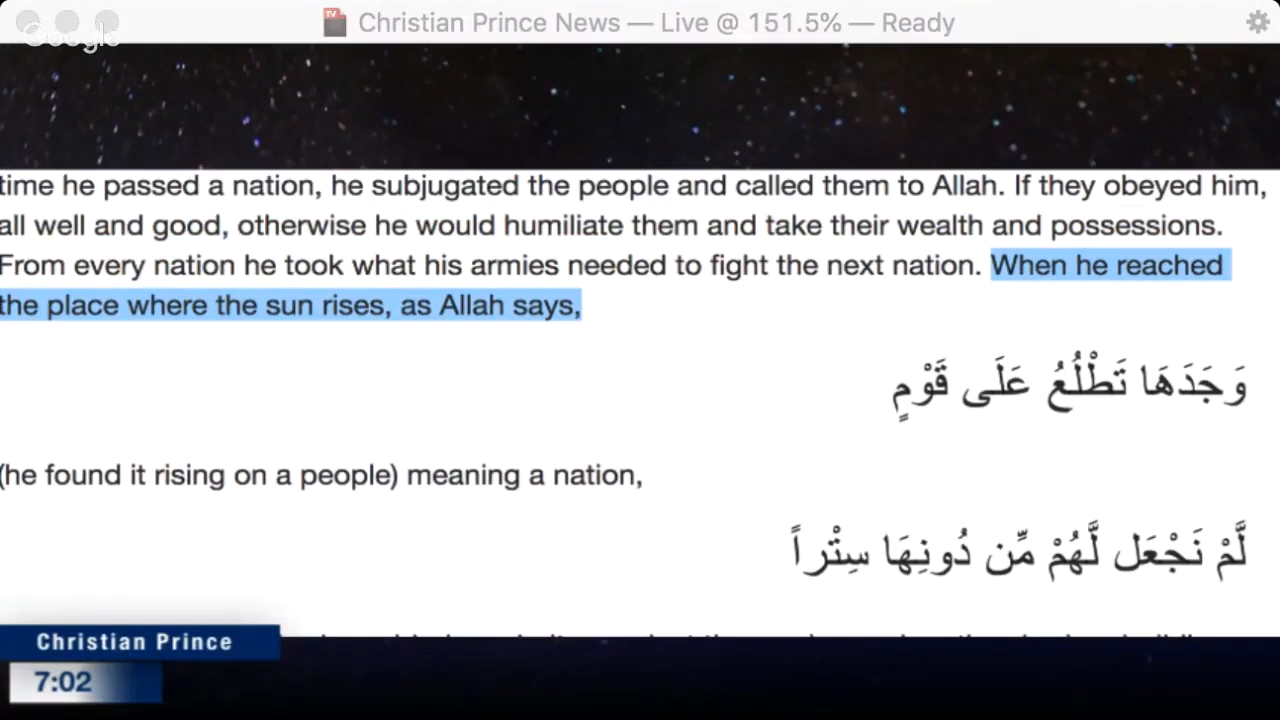 Google
Christian Prince News — Live @ 151.5% — Ready
time he passed a nation, he subjugated the people and called them to Allah. If they obeyed him,
all well and good, otherwise he would humiliate them and take their wealth and possessions.
From every nation he took what his armies needed to fight the next nation. When he reached
the place where the sun rises, as Allah says,
وَجَدَهَا تَطْلُعُ عَلَى قَوْمٍ
(he found it rising on a people) meaning a nation,
لَّمْ نَجْعَل لَّهُمْ مِّن دُونِهَا سِتْراً
Christian Prince
7:02